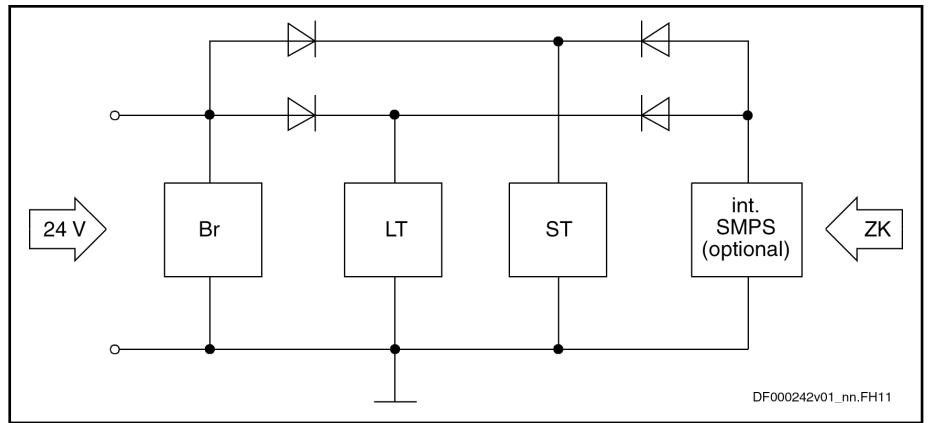 24 V
Br
LT
ST
int.
SMPS
(optional)
ZK
DF000242v01_nn.FH11